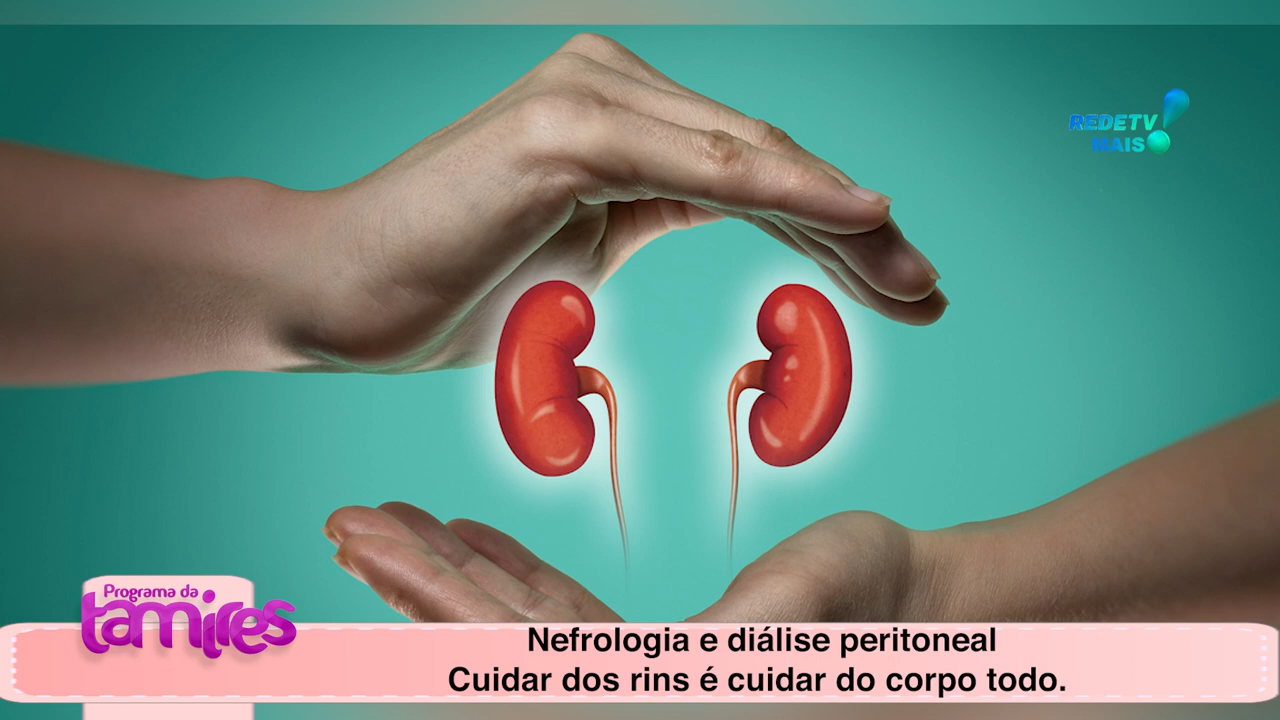 REDETV!
MAIS
Programa da
tamires
Nefrologia e diálise peritoneal
Cuidar dos rins é cuidar do corpo todo.